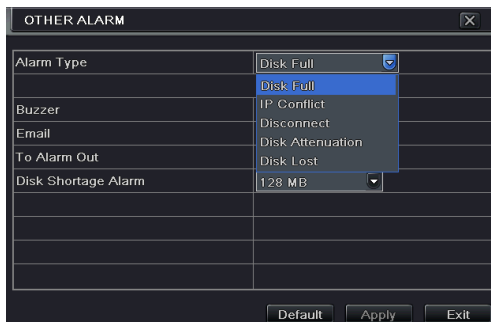 OTHER ALARM
Alarm Type Disk Full
Disk Full
Buzzer IP Conflict
Disconnect
Email Disk Attenuation
To Alarm Out Disk Lost
Disk Shortage Alarm 128 MB
Default Apply Exit